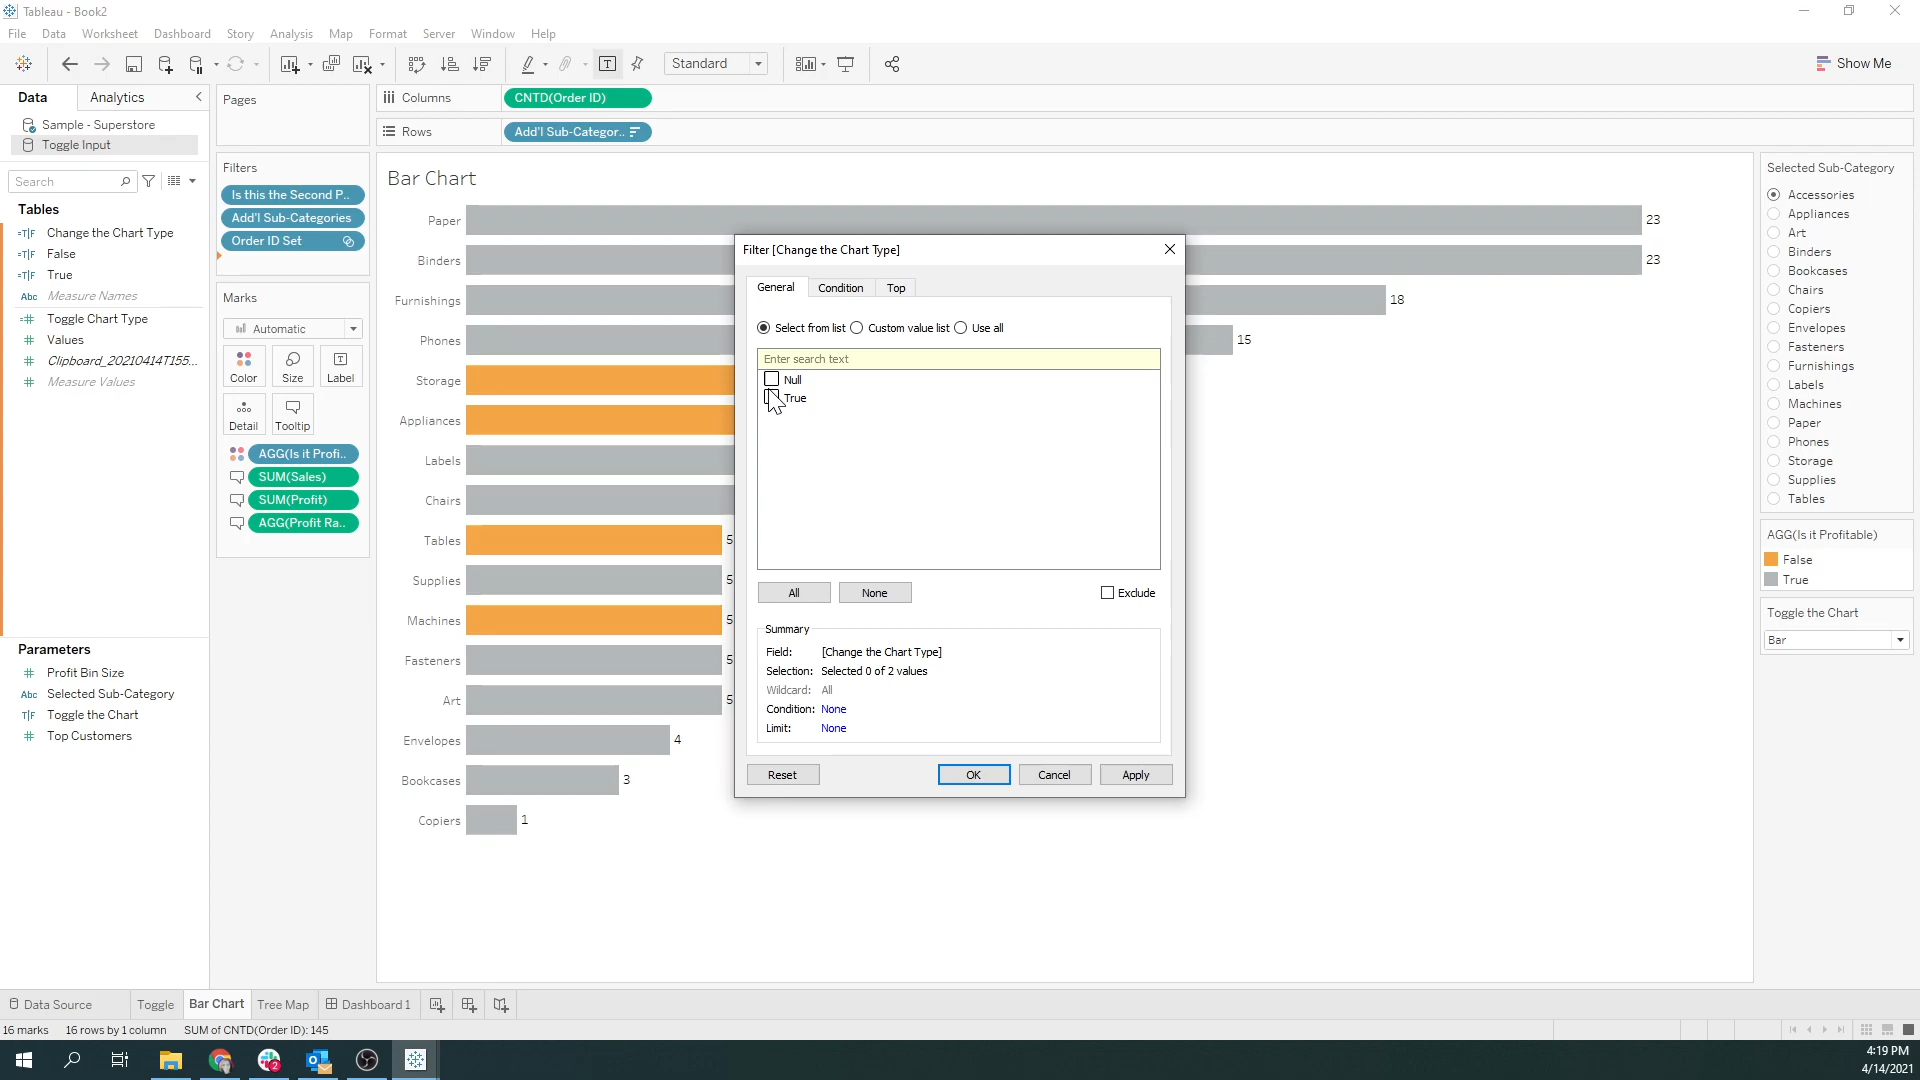 Tableau - Book2
File Data Worksheet Dashboard Story Analysis Map Format Server Window Help
Standard
Show Me
Data Analytics
Sample - Superstore
Toggle Input
Search
Tables
Change the Chart Type
False
True
Abc Measure Names
Toggle Chart Type
Values
Clipboard_20210414T155...
Measure Values
Parameters
Profit Bin Size
Abc Selected Sub-Category
T|F Toggle the Chart
Top Customers
Pages
Filters
Is this the Second P..
Add'l Sub-Categories
Order ID Set
Marks
Automatic
Color Size Label
Detail Tooltip
AGG(Is it Profi..
SUM(Sales)
SUM(Profit)
AGG(Profit Ra..
Columns CNTD(Order ID)
Rows Add'l Sub-Categor..
Bar Chart
Paper 23
Binders 23
Furnishings 18
Phones 15
Storage
Appliances
Labels
Chairs
Tables 5
Supplies 5
Machines 5
Fasteners 5
Art 5
Envelopes 4
Bookcases 3
Copiers 1
Filter [Change the Chart Type]
General Condition Top
Select from list Custom value list Use all
Enter search text
Null
True
All None Exclude
Summary
Field: [Change the Chart Type]
Selection: Selected 0 of 2 values
Wildcard: All
Condition: None
Limit: None
Reset OK Cancel Apply
Selected Sub-Category
Accessories
Appliances
Art
Binders
Bookcases
Chairs
Copiers
Envelopes
Fasteners
Furnishings
Labels
Machines
Paper
Phones
Storage
Supplies
Tables
AGG(Is it Profitable)
False
True
Toggle the Chart
Bar
Data Source Toggle Bar Chart Tree Map Dashboard 1
16 marks 16 rows by 1 column SUM of CNTD(Order ID): 145
2
4:19 PM
4/14/2021